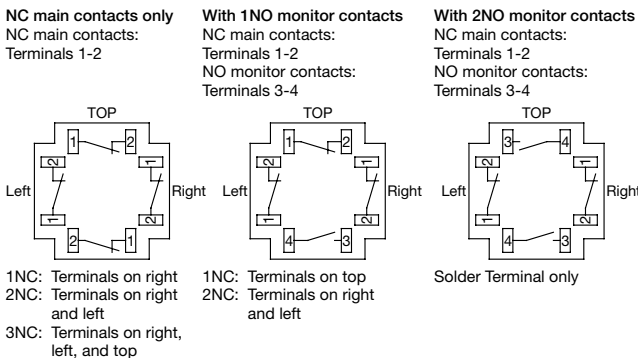 NC main contacts only
NC main contacts:
Terminals 1-2
TOP
1 2
2 1
Left Right
1 2
2 1
1NC: Terminals on right
2NC: Terminals on right
and left
3NC: Terminals on right,
left, and top
With 1NO monitor contacts
NC main contacts:
Terminals 1-2
NO monitor contacts:
Terminals 3-4
TOP
1 2
2 1
Left Right
1 2
4 3
1NC: Terminals on top
2NC: Terminals on right
and left
With 2NO monitor contacts
NC main contacts:
Terminals 1-2
NO monitor contacts:
Terminals 3-4
TOP
3 4
2 1
Left Right
1 2
4 3
Solder Terminal only